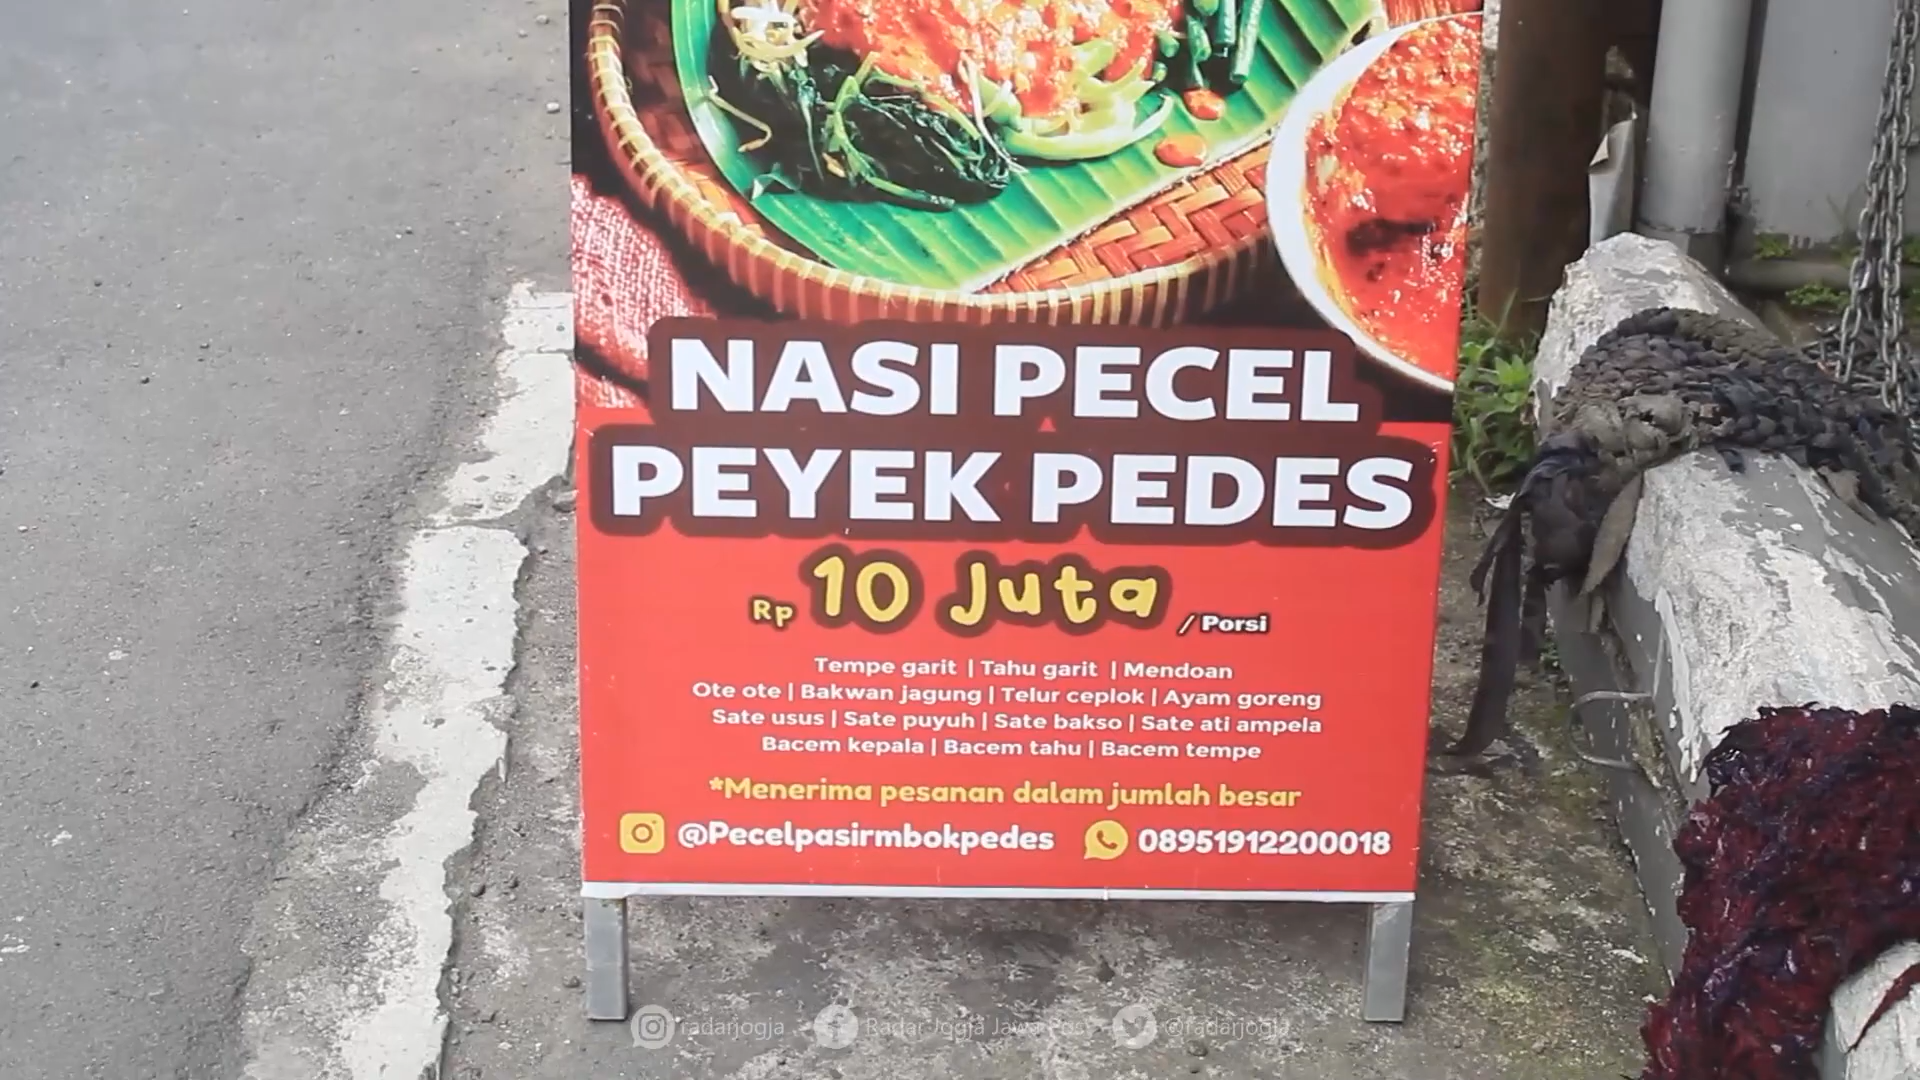 NASI PECEL
PEYEK PEDES
Rp 10 Juta / Porsi
Tempe garit | Tahu garit | Mendoan
Ote ote | Bakwan jagung | Telur ceplok | Ayam goreng
Sate usus | Sate puyuh | Sate bakso | Sate ati ampela
Bacem kepala | Bacem tahu | Bacem tempe
*Menerima pesanan dalam jumlah besar
@Pecelpasirmbokpedes 08951912200018
radarjogja Radar Jogja Jawa Pos @radarjogja